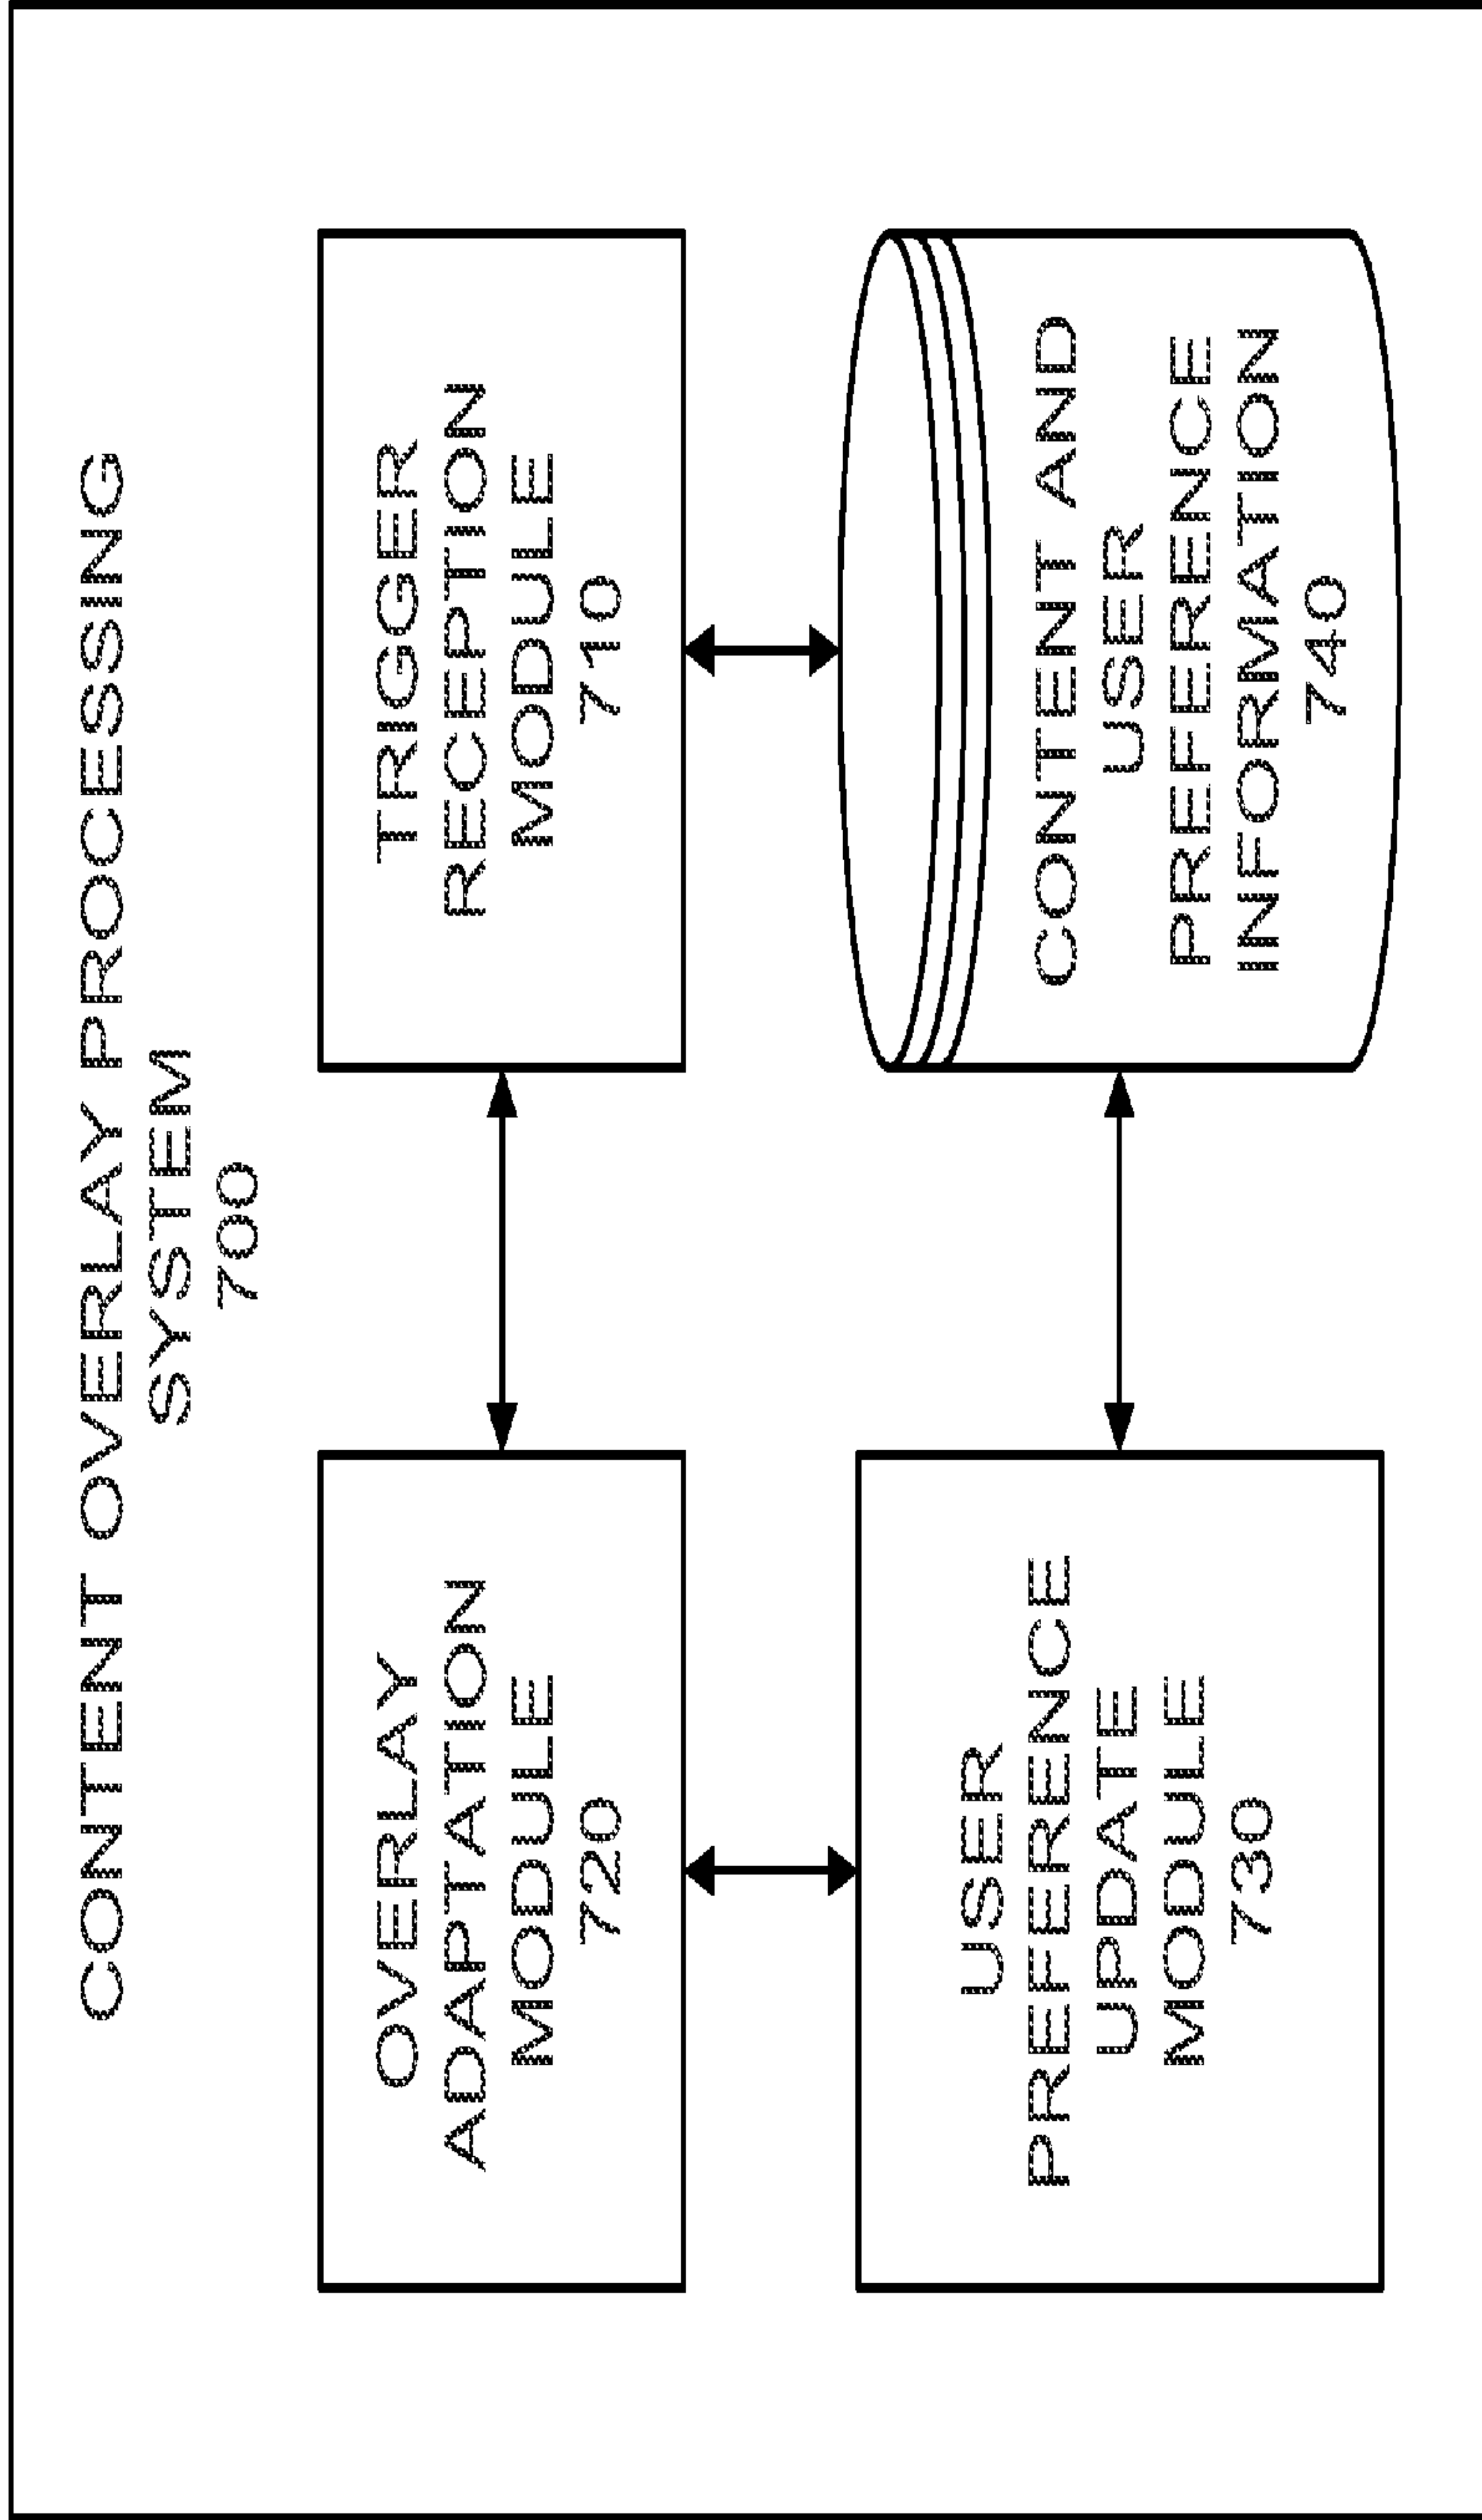 CONTENT OVERLAY PROCESSING
SYSTEM
700
OVERLAY
ADAPTATION
MODULE
720
TRIGGER
RECEPTION
MODULE
710
USER
PREFERENCE
UPDATE
MODULE
730
CONTENT AND
USER
PREFERENCE
INFORMATION
740